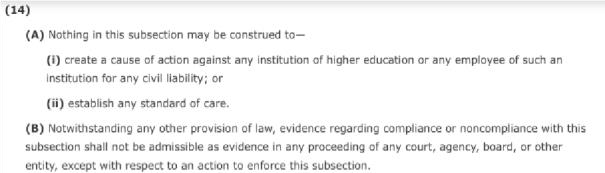 (14)
(A) Nothing in this subsection may be construed to—
(i) create a cause of action against any institution of higher education or any employee of such an
institution for any civil liability; or
(ii) establish any standard of care.
(B) Notwithstanding any other provision of law, evidence regarding compliance or noncompliance with this
subsection shall not be admissible as evidence in any proceeding of any court, agency, board, or other
entity, except with respect to an action to enforce this subsection.